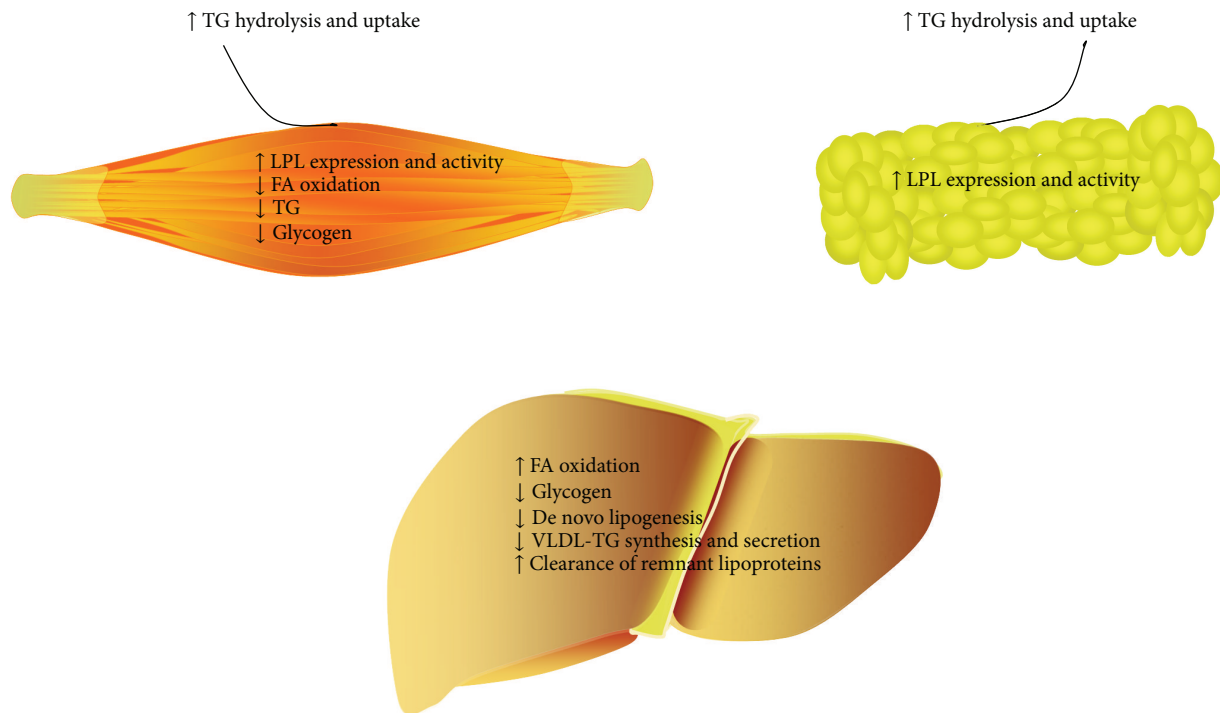 ↑ TG hydrolysis and uptake
↑ TG hydrolysis and uptake
↑ LPL expression and activity
↓ FA oxidation
↓ TG
↓ Glycogen
↑ LPL expression and activity
↑ FA oxidation
↓ Glycogen
↓ De novo lipogenesis
↓ VLDL-TG synthesis and secretion
↑ Clearance of remnant lipoproteins